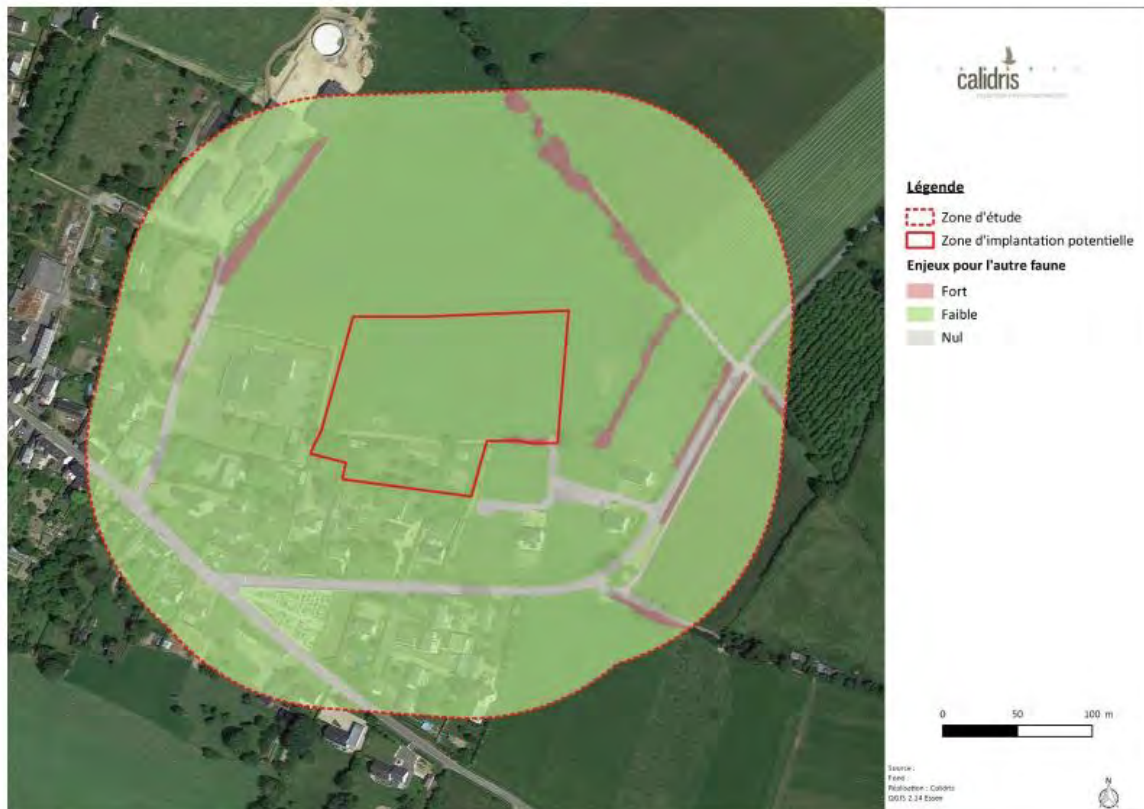 calidris
Légende
Zone d'étude
Zone d'implantation potentielle
Enjeux pour l'autre faune
Fort
Faible
Nul
0 50 100 m
Source :
Fond :
Réalisation : Calidris
QGIS 2.14 Essen
N